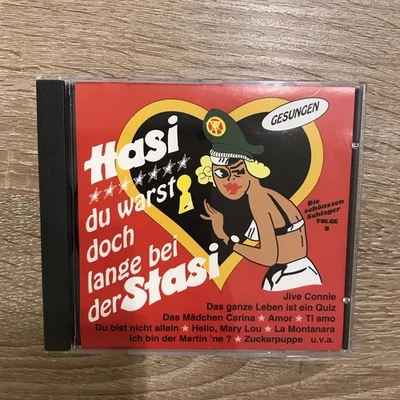 Hasi
GESUNGEN
du warst
doch
lange bei
der Stasi
Die
schönsten
Schlager
FOLGE
8
Jive Connie
Das ganze Leben ist ein Quiz
Das Mädchen Carina ★ Amor ★ Ti amo
Du bist nicht allein ★ Hello, Mary Lou ★ La Montanara
Ich bin der Martin 'ne ? ★ Zuckerpuppe u.v.a.